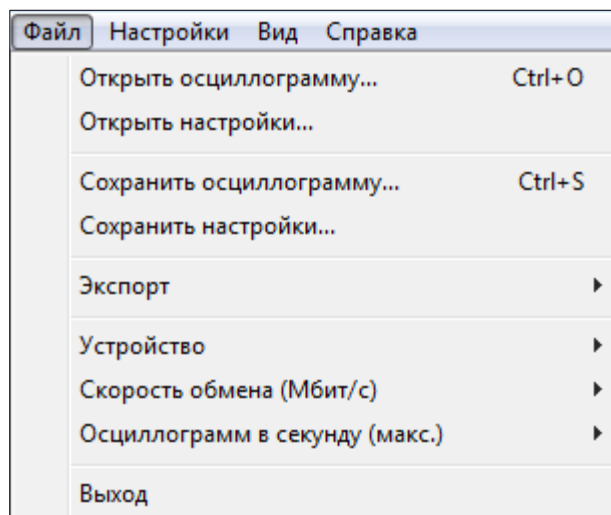 Файл Настройки Вид Справка
Открыть осциллограмму... Ctrl+O
Открыть настройки...
Сохранить осциллограмму... Ctrl+S
Сохранить настройки...
Экспорт
Устройство
Скорость обмена (Мбит/с)
Осциллограмм в секунду (макс.)
Выход